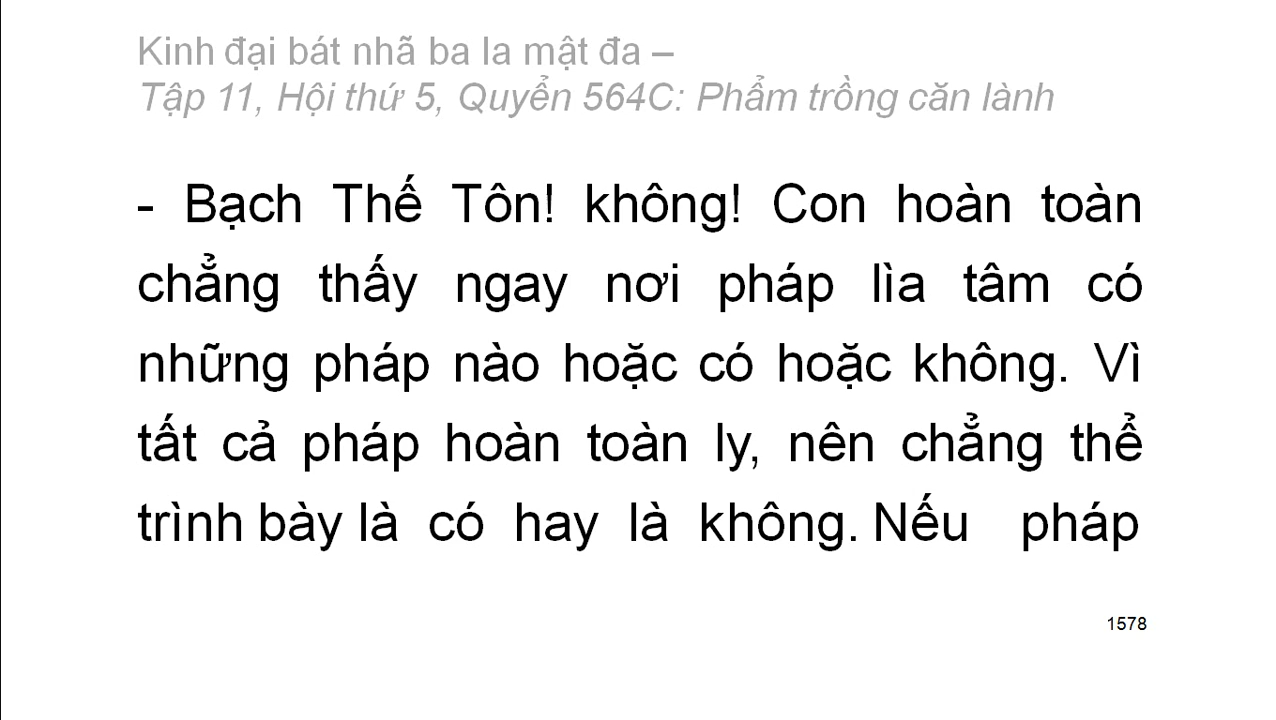 Kinh đại bát nhã ba la mật đa –
Tập 11, Hội thứ 5, Quyển 564C: Phẩm trồng căn lành
- Bạch Thế Tôn! không! Con hoàn toàn
chẳng thấy ngay nơi pháp lìa tâm có
những pháp nào hoặc có hoặc không. Vì
tất cả pháp hoàn toàn ly, nên chẳng thể
trình bày là có hay là không. Nếu pháp
1578